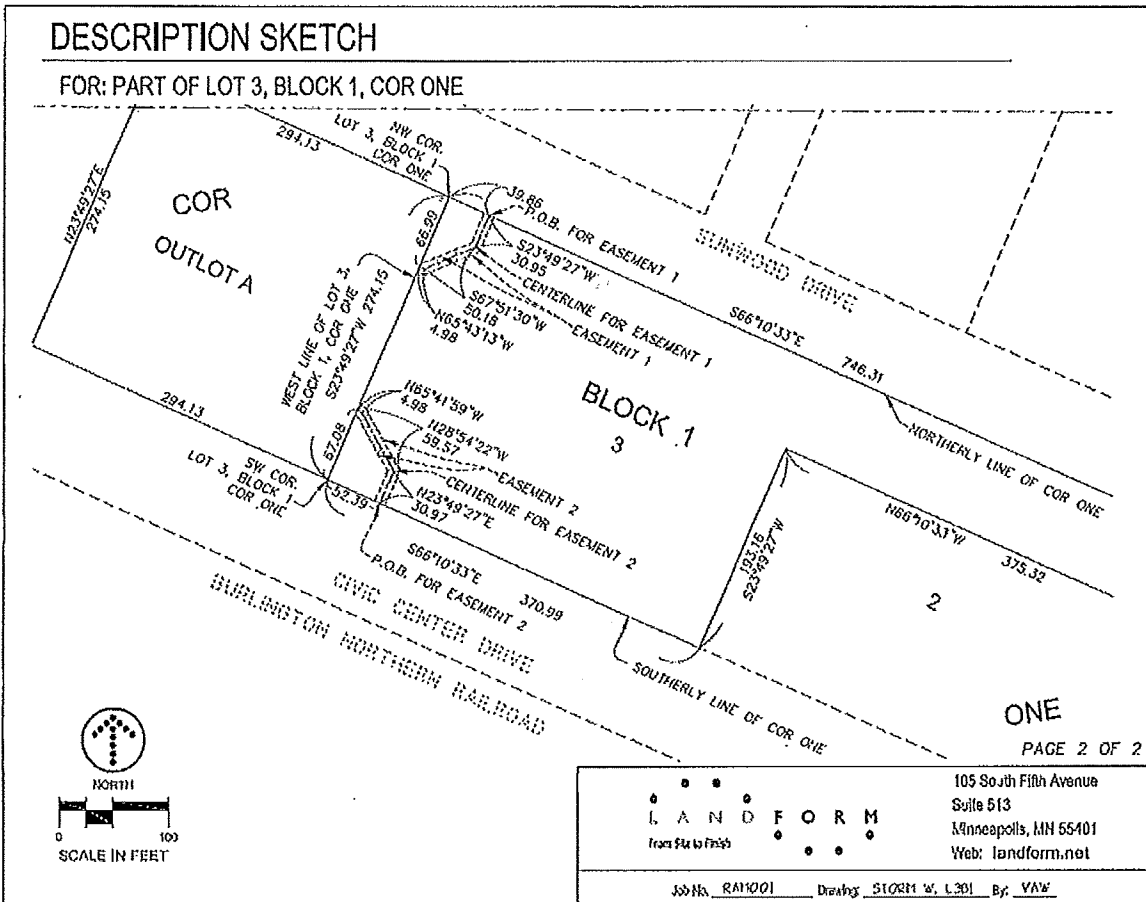 DESCRIPTION SKETCH
FOR: PART OF LOT 3, BLOCK 1, COR ONE
294.13
NW COR.
LOT 3, BLOCK 1
COR ONE
N23°49'27"E
274.15
COR
OUTLOT A
66.99
39.86
P.O.B. FOR EASEMENT 1
S23°49'27"W
30.95
CENTERLINE FOR EASEMENT 1
S67°51'30"W
50.18
EASEMENT 1
N65°43'13"W
4.98
SUNWOOD DRIVE
S66°10'33"E
746.31
NORTHERLY LINE OF COR ONE
WEST LINE OF LOT 3,
BLOCK 1, COR ONE
S23°49'27"W 274.15
BLOCK 1
3
294.13
67.08
N65°41'59"W
4.98
N28°54'22"W
59.57
EASEMENT 2
CENTERLINE FOR EASEMENT 2
N23°49'27"E
30.97
SW COR.
LOT 3, BLOCK 1
COR ONE
52.39
S66°10'33"E
370.99
P.O.B. FOR EASEMENT 2
193.16
S23°49'27"W
N66°10'33"W
375.32
2
CIVIC CENTER DRIVE
BURLINGTON NORTHERN RAILROAD
SOUTHERLY LINE OF COR ONE
ONE
PAGE 2 OF 2
NORTH
0 100
SCALE IN FEET
LANDFORM
From Site to Finish
105 South Fifth Avenue
Suite 513
Minneapolis, MN 55401
Web: landform.net
Job No. RAM001 Drawing: STORM W, L301 By: VAW